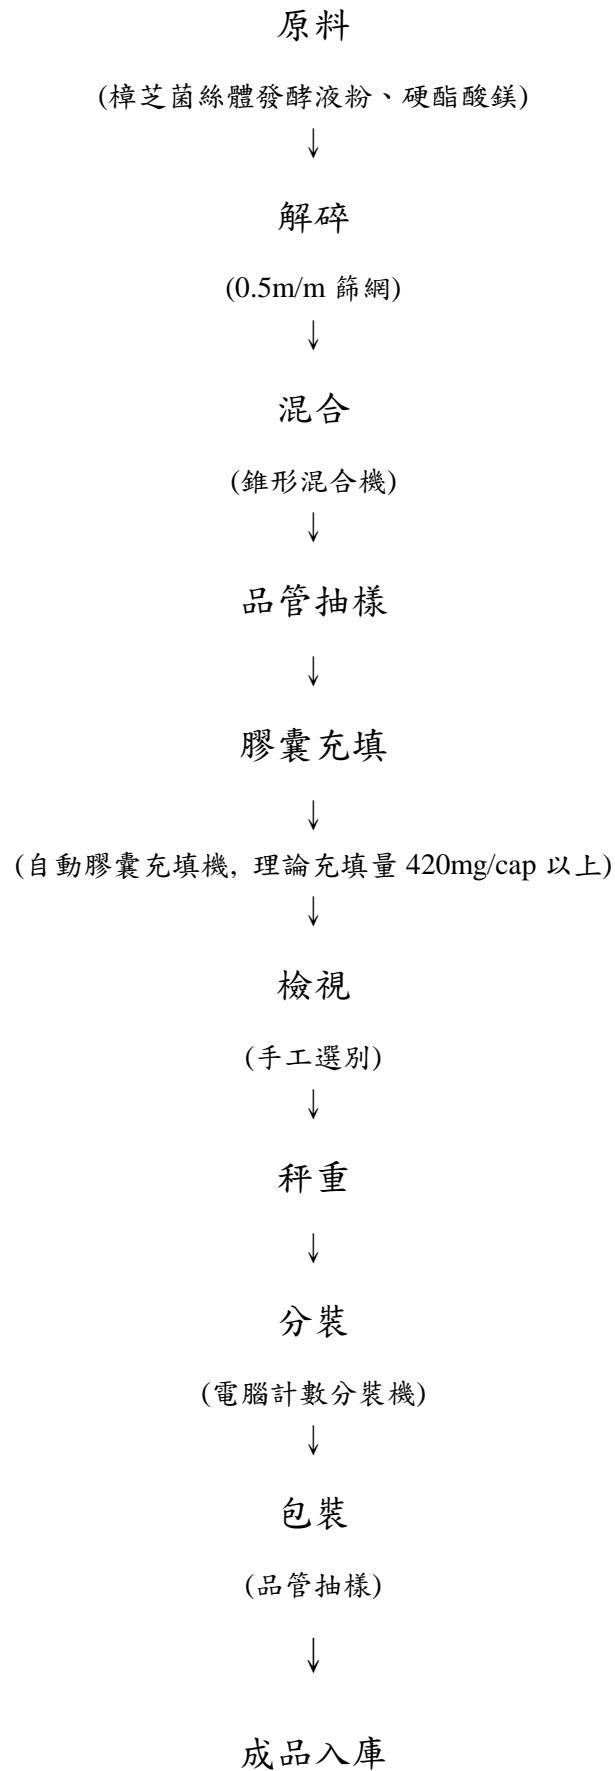 原料
(樟芝菌絲體發酵液粉、硬酯酸鎂)
↓
解碎
(0.5m/m 篩網)
↓
混合
(錐形混合機)
↓
品管抽樣
↓
膠囊充填
↓
(自動膠囊充填機, 理論充填量 420mg/cap 以上)
↓
檢視
(手工選別)
↓
秤重
↓
分裝
(電腦計數分裝機)
↓
包裝
(品管抽樣)
↓
成品入庫